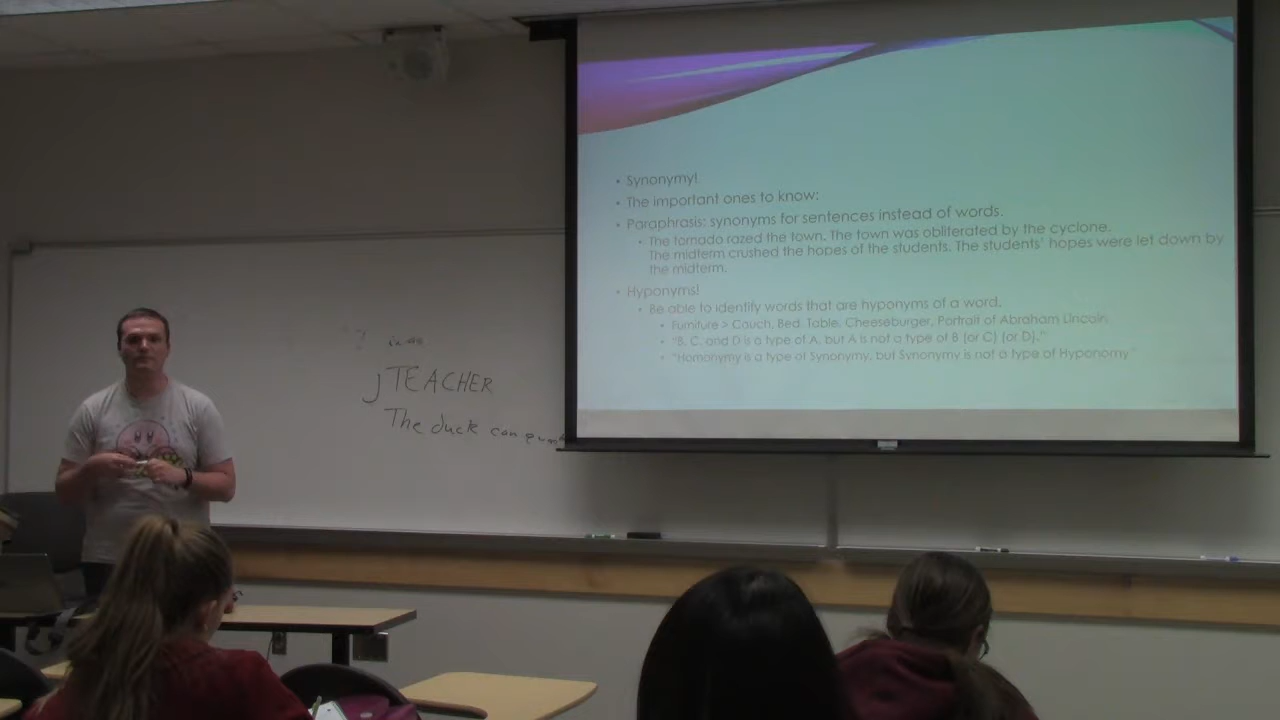 • Synonymy!
• The important ones to know:
• Paraphrasis: synonyms for sentences instead of words.
• The tornado razed the town. The town was obliterated by the cyclone.
The midterm crushed the hopes of the students. The students' hopes were let down by
the midterm.
• Hyponyms!
• Be able to identify words that are hyponyms of a word.
• Furniture > Couch, Bed, Table, Cheeseburger, Portrait of Abraham Lincoln
• "B, C, and D is a type of A, but A is not a type of B (or C) (or D)."
• "Homonymy is a type of Synonymy, but Synonymy is not a type of Hyponomy"
j TEACHER
The duck can